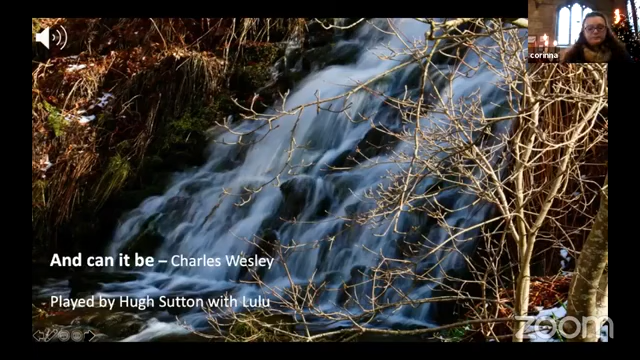 corinna
And can it be – Charles Wesley
Played by Hugh Sutton with Lulu
zoom